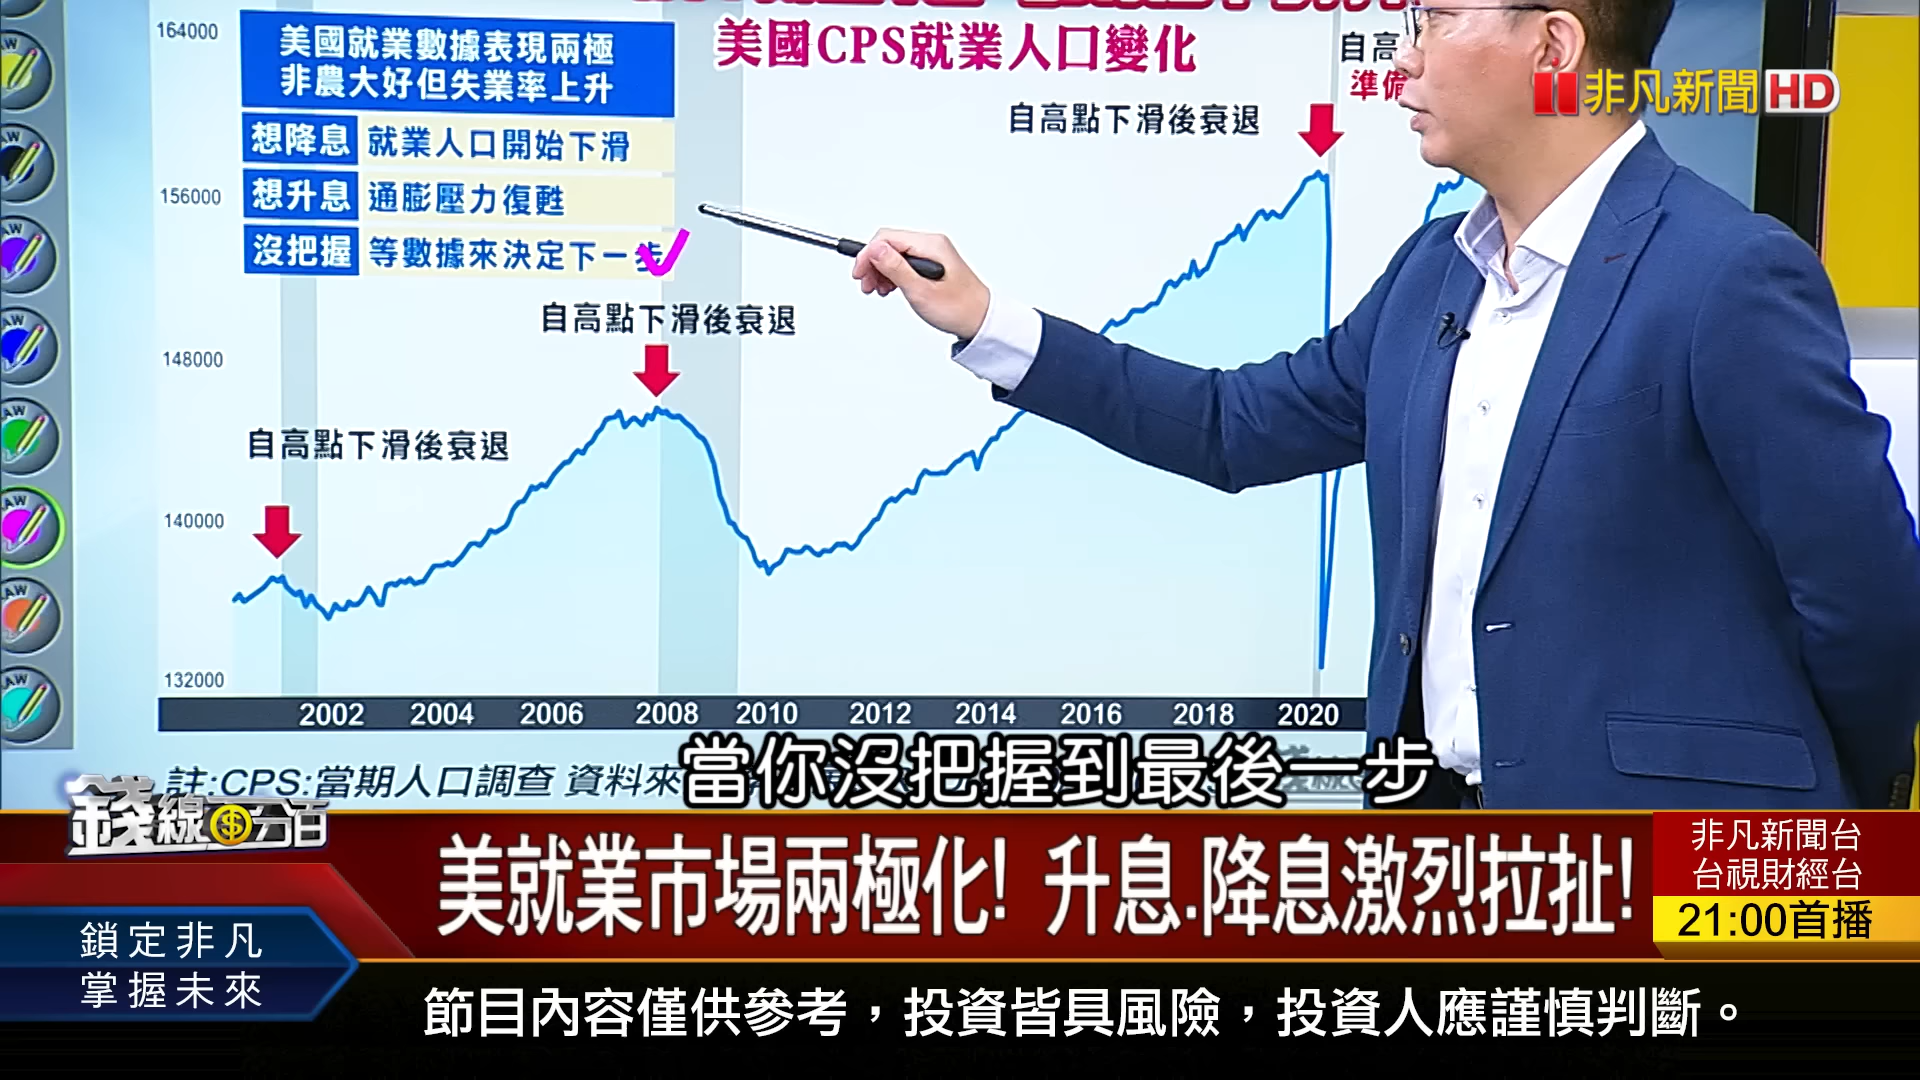 美國CPS就業人口變化
164000
156000
148000
140000
132000
美國就業數據表現兩極
非農大好但失業率上升
想降息 就業人口開始下滑
想升息 通膨壓力復甦
沒把握 等數據來決定下一步
自高
準備
自高點下滑後衰退
自高點下滑後衰退
自高點下滑後衰退
非凡新聞HD
2002 2004 2006 2008 2010 2012 2014 2016 2018 2020
註:CPS:當期人口調查 資料來
當你沒把握到最後一步
錢線百分百
美就業市場兩極化! 升息.降息激烈拉扯!
非凡新聞台
台視財經台
21:00首播
鎖定非凡
掌握未來
節目內容僅供參考，投資皆具風險，投資人應謹慎判斷。